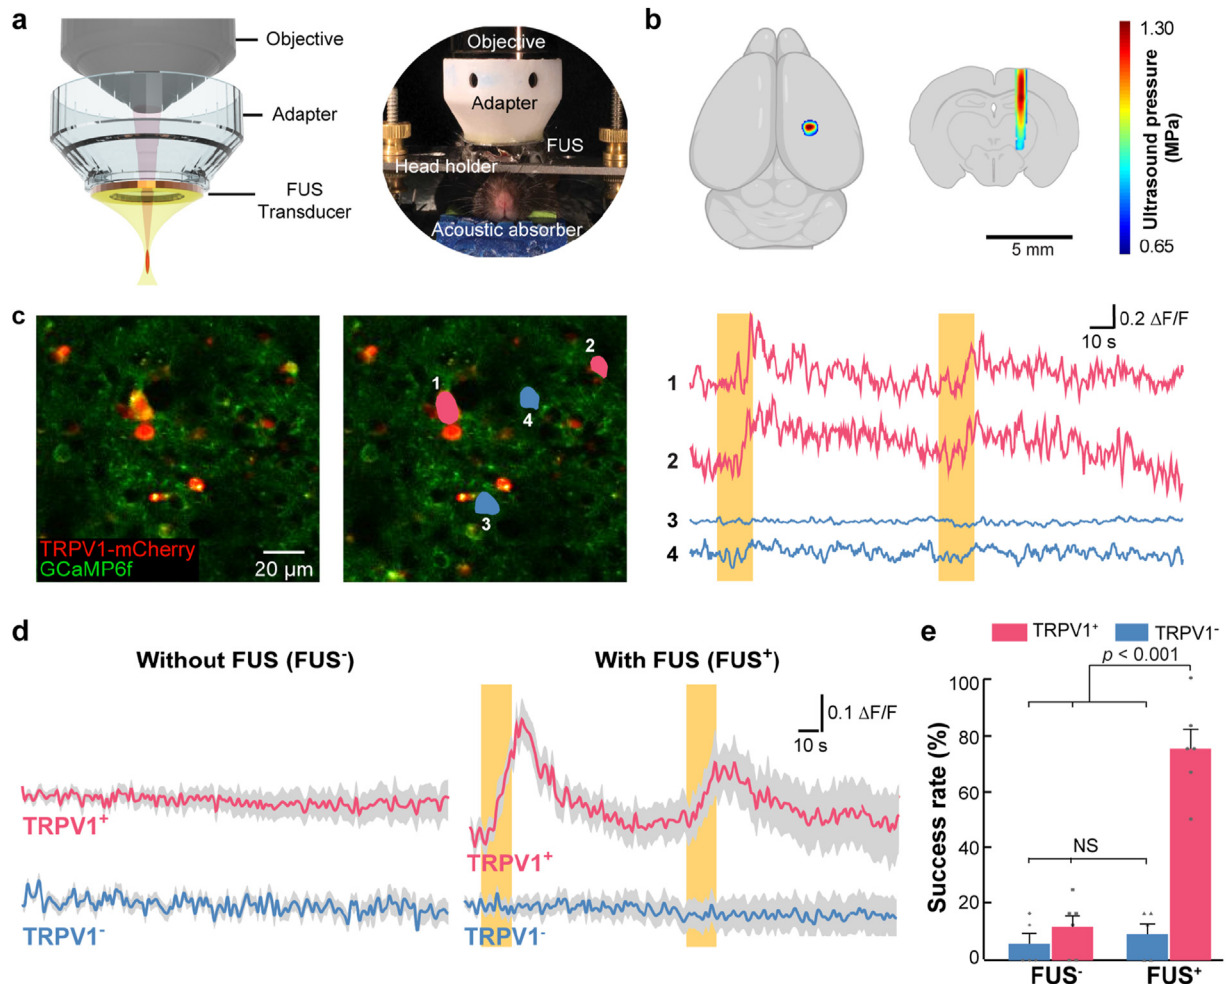 a
Objective
Adapter
FUS
Transducer
Objective
Adapter
FUS
Head holder
Acoustic absorber
b
1.30
Ultrasound pressure
(MPa)
0.65
5 mm
c
TRPV1-mCherry
GCaMP6f
20 µm
1
2
4
3
0.2 ΔF/F
10 s
1
2
3
4
d
Without FUS (FUS-)
With FUS (FUS+)
0.1 ΔF/F
10 s
TRPV1+
TRPV1-
TRPV1+
TRPV1-
e
TRPV1+
TRPV1-
p < 0.001
NS
Success rate (%)
100
80
60
40
20
0
FUS-
FUS+